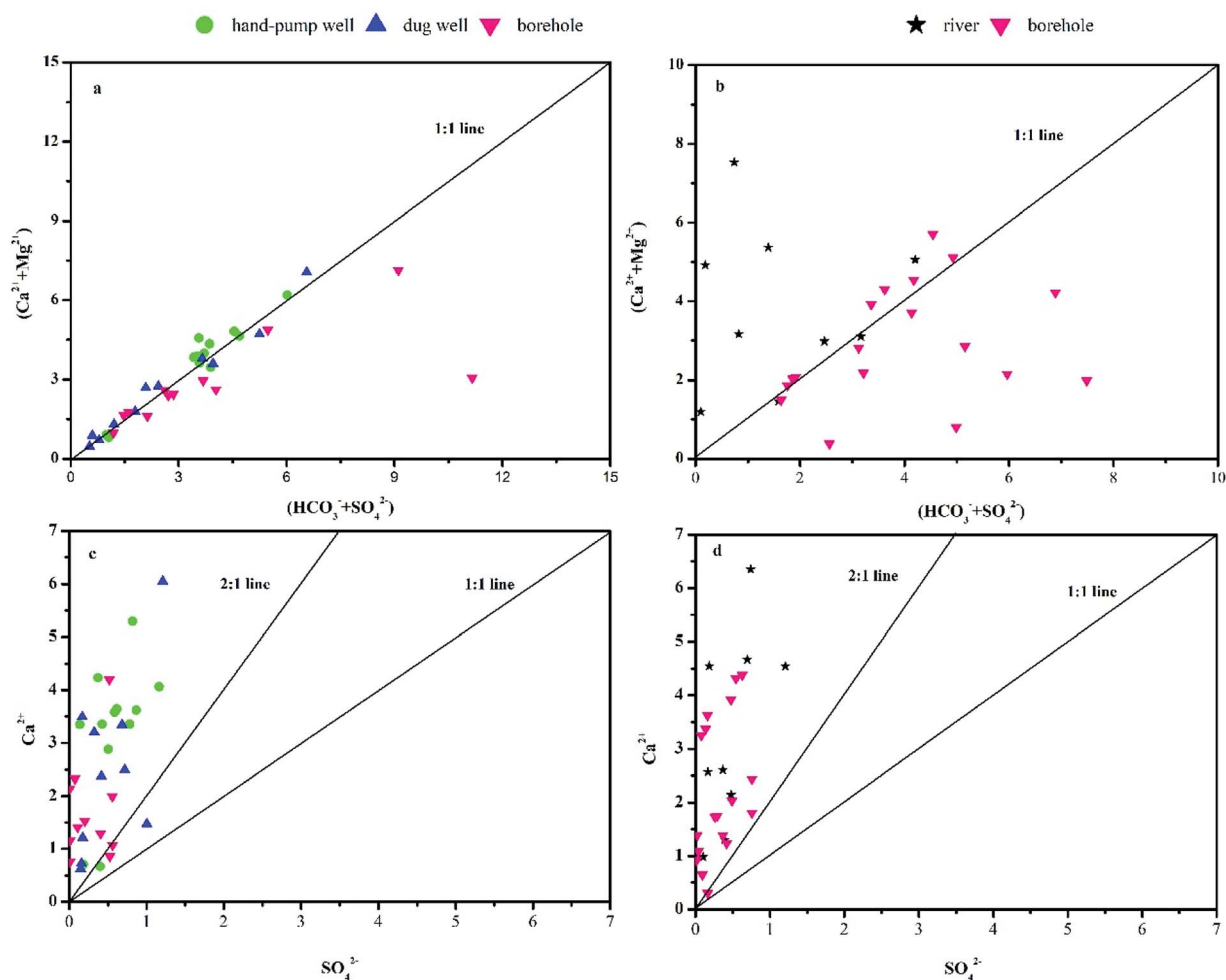 hand-pump well dug well borehole river borehole
a
1:1 line
(Ca²⁺+Mg²⁺)
15
12
9
6
3
0
0 3 6 9 12 15
(HCO₃⁻+SO₄²⁻)
b
1:1 line
(Ca²⁺+Mg²⁺)
10
8
6
4
2
0
0 2 4 6 8 10
(HCO₃⁻+SO₄²⁻)
c
2:1 line
1:1 line
Ca²⁺
7
6
5
4
3
2
1
0
0 1 2 3 4 5 6 7
SO₄²⁻
d
2:1 line
1:1 line
Ca²⁺
7
6
5
4
3
2
1
0
0 1 2 3 4 5 6 7
SO₄²⁻